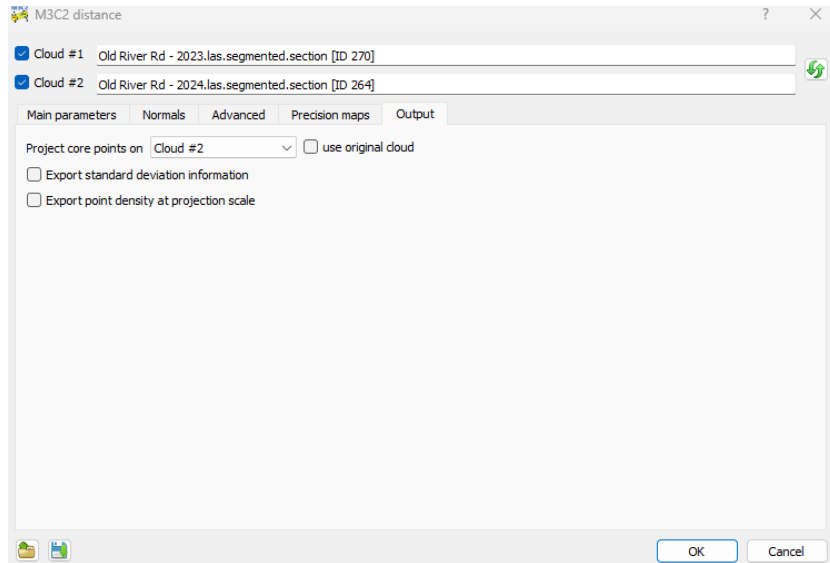 M3C2 distance ?
Cloud #1 Old River Rd - 2023.las.segmented.section [ID 270]
Cloud #2 Old River Rd - 2024.las.segmented.section [ID 264]
Main parameters Normals Advanced Precision maps Output
Project core points on Cloud #2 use original cloud
Export standard deviation information
Export point density at projection scale
OK Cancel